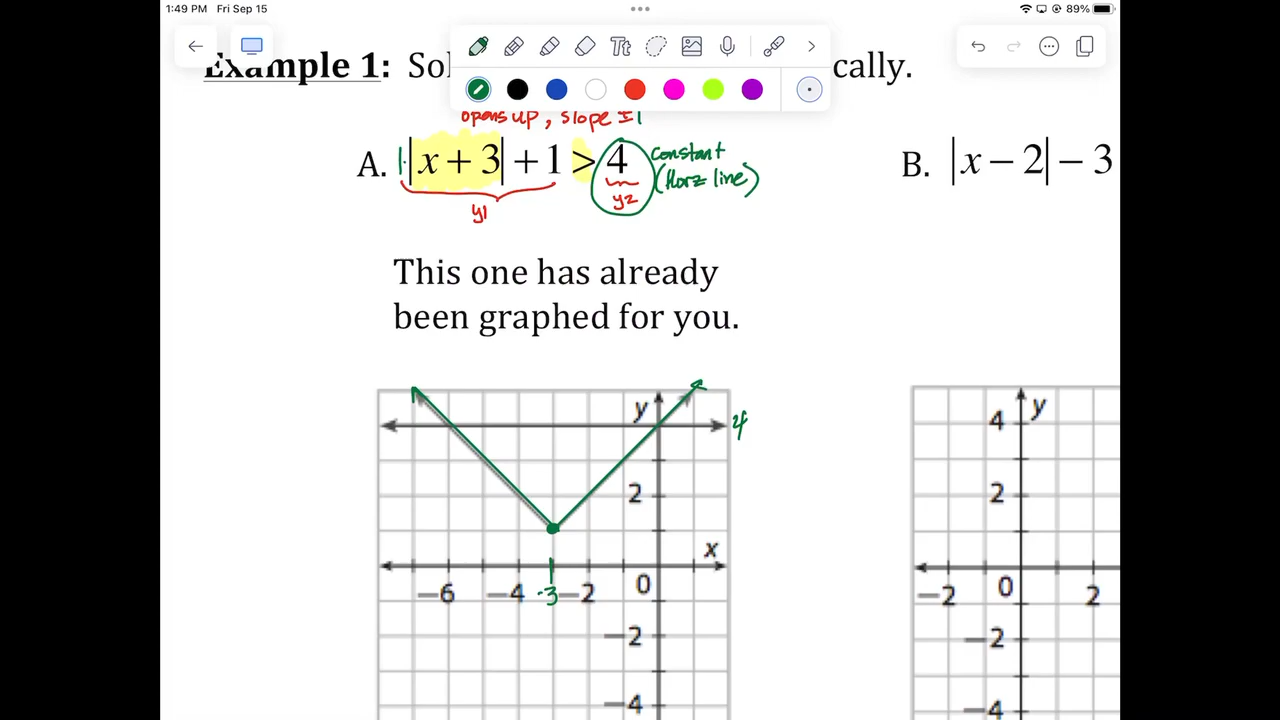 1:49 PM Fri Sep 15
89%
Tt
Example 1: Sol cally.
opens up, slope ±1
A. 1·|x + 3| + 1 > 4 constant
(Horz line)
y1 y2
B. |x − 2| − 3
This one has already
been graphed for you.
y 4
2
x
−6 −4 -3 −2 0
−2
−4
y
4
2
−2 0 2
−2
−4